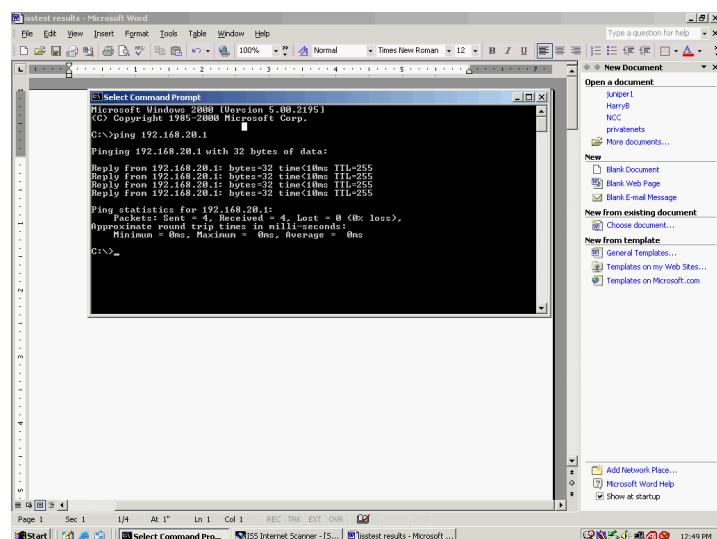 isstest results - Microsoft Word
File Edit View Insert Format Tools Table Window Help
Type a question for help
100%
Normal
Times New Roman
12
B I U
1 2 3 4 5 7
New Document
Open a document
juniper1
HarryB
NCC
privatenets
More documents...
New
Blank Document
Blank Web Page
Blank E-mail Message
New from existing document
Choose document...
New from template
General Templates...
Templates on my Web Sites...
Templates on Microsoft.com
Add Network Place...
Microsoft Word Help
Show at startup
Select Command Prompt
Microsoft Windows 2000 [Version 5.00.2195]
(C) Copyright 1985-2000 Microsoft Corp.
C:\>ping 192.168.20.1
Pinging 192.168.20.1 with 32 bytes of data:
Reply from 192.168.20.1: bytes=32 time<10ms TTL=255
Reply from 192.168.20.1: bytes=32 time<10ms TTL=255
Reply from 192.168.20.1: bytes=32 time<10ms TTL=255
Reply from 192.168.20.1: bytes=32 time<10ms TTL=255
Ping statistics for 192.168.20.1:
Packets: Sent = 4, Received = 4, Lost = 0 (0% loss),
Approximate round trip times in milli-seconds:
Minimum = 0ms, Maximum = 0ms, Average = 0ms
C:\>_
Page 1 Sec 1 1/4 At 1" Ln 1 Col 1 REC TRK EXT OVR
Start
Select Command Pro...
ISS Internet Scanner - [S...
isstest results - Microsoft ...
12:49 PM